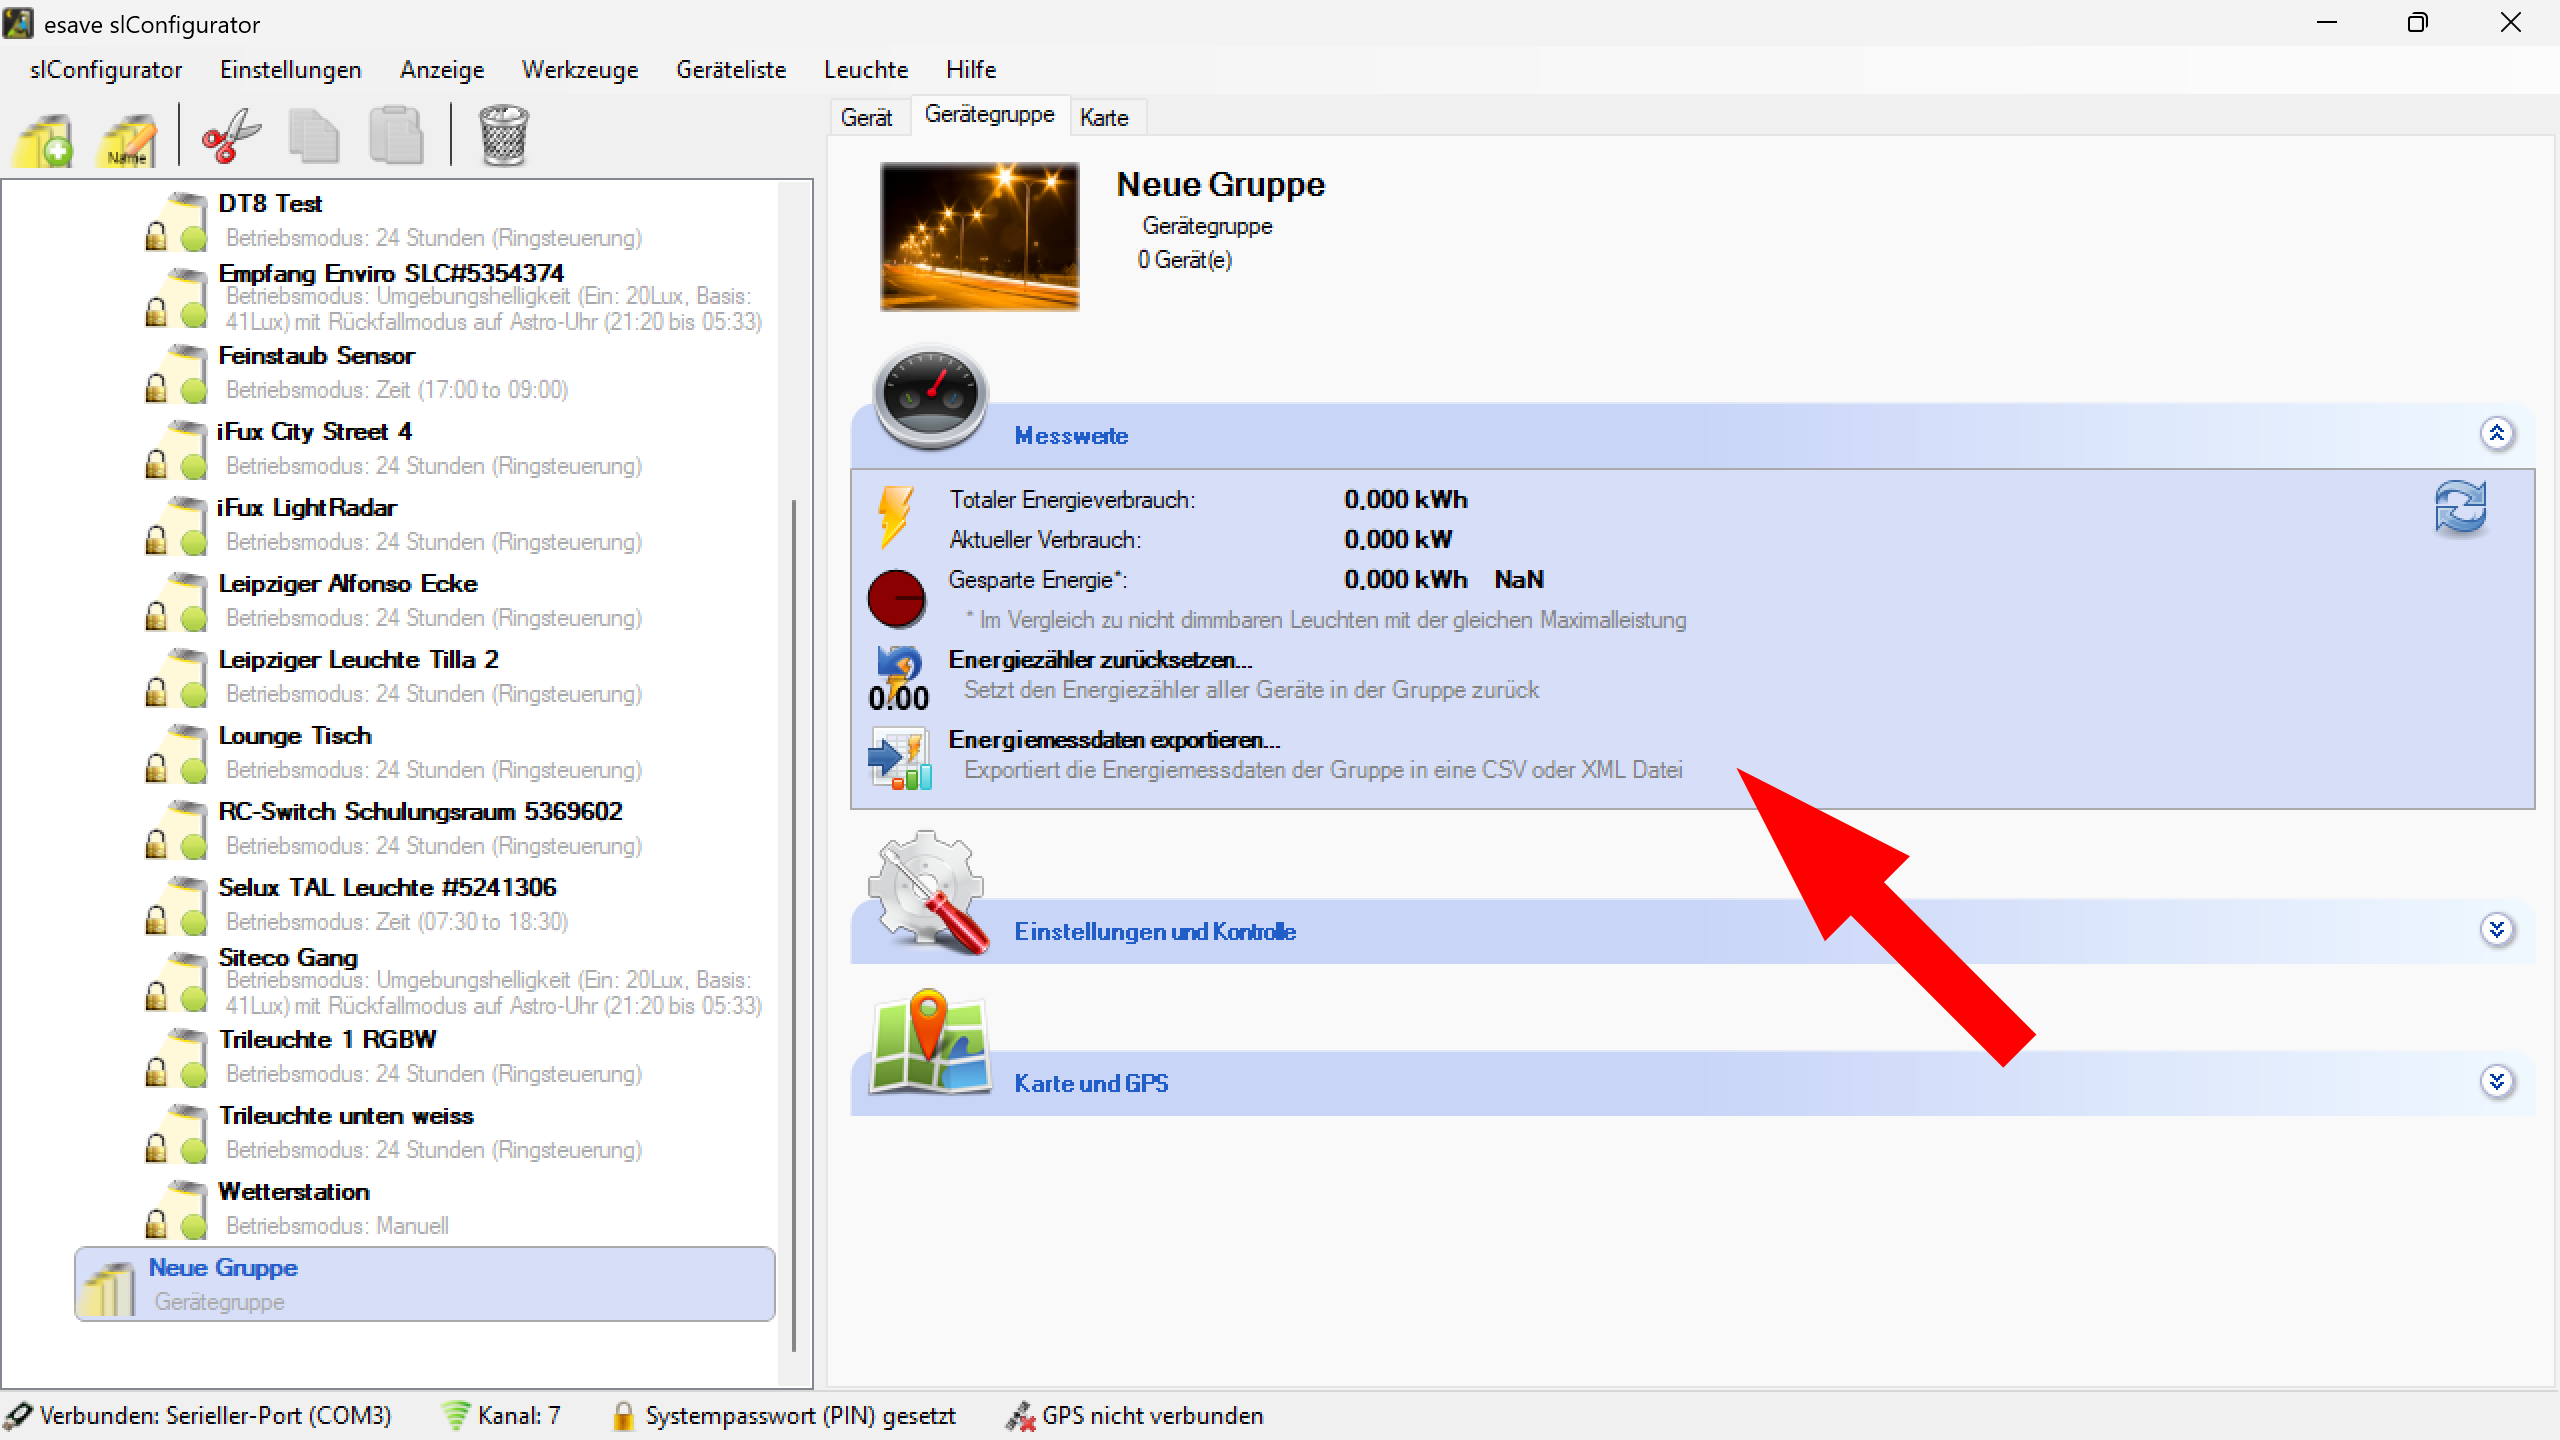 esave slConfigurator
slConfigurator Einstellungen Anzeige Werkzeuge Geräteliste Leuchte Hilfe
Name
DT8 Test
Betriebsmodus: 24 Stunden (Ringsteuerung)
Empfang Enviro SLC#5354374
Betriebsmodus: Umgebungshelligkeit (Ein: 20Lux, Basis:
41Lux) mit Rückfallmodus auf Astro-Uhr (21:20 bis 05:33)
Feinstaub Sensor
Betriebsmodus: Zeit (17:00 to 09:00)
iFux City Street 4
Betriebsmodus: 24 Stunden (Ringsteuerung)
iFux LightRadar
Betriebsmodus: 24 Stunden (Ringsteuerung)
Leipziger Alfonso Ecke
Betriebsmodus: 24 Stunden (Ringsteuerung)
Leipziger Leuchte Tilla 2
Betriebsmodus: 24 Stunden (Ringsteuerung)
Lounge Tisch
Betriebsmodus: 24 Stunden (Ringsteuerung)
RC-Switch Schulungsraum 5369602
Betriebsmodus: 24 Stunden (Ringsteuerung)
Selux TAL Leuchte #5241306
Betriebsmodus: Zeit (07:30 to 18:30)
Siteco Gang
Betriebsmodus: Umgebungshelligkeit (Ein: 20Lux, Basis:
41Lux) mit Rückfallmodus auf Astro-Uhr (21:20 bis 05:33)
Trileuchte 1 RGBW
Betriebsmodus: 24 Stunden (Ringsteuerung)
Trileuchte unten weiss
Betriebsmodus: 24 Stunden (Ringsteuerung)
Wetterstation
Betriebsmodus: Manuell
Neue Gruppe
Gerätegruppe
Gerät Gerätegruppe Karte
Neue Gruppe
Gerätegruppe
0 Gerät(e)
Messwerte
Totaler Energieverbrauch: 0,000 kWh
Aktueller Verbrauch: 0,000 kW
Gesparte Energie*: 0,000 kWh NaN
* Im Vergleich zu nicht dimmbaren Leuchten mit der gleichen Maximalleistung
0.00
Energiezähler zurücksetzen...
Setzt den Energiezähler aller Geräte in der Gruppe zurück
Energiemessdaten exportieren...
Exportiert die Energiemessdaten der Gruppe in eine CSV oder XML Datei
Einstellungen und Kontrolle
Karte und GPS
Verbunden: Serieller-Port (COM3) Kanal: 7 Systempasswort (PIN) gesetzt GPS nicht verbunden